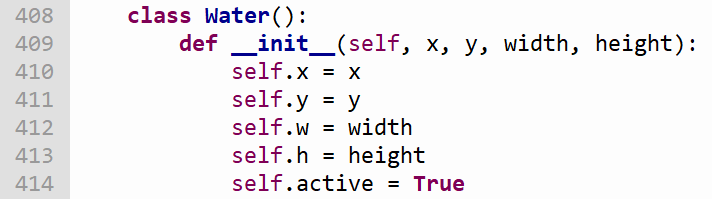 408 class Water():
409 def __init__(self, x, y, width, height):
410 self.x = x
411 self.y = y
412 self.w = width
413 self.h = height
414 self.active = True